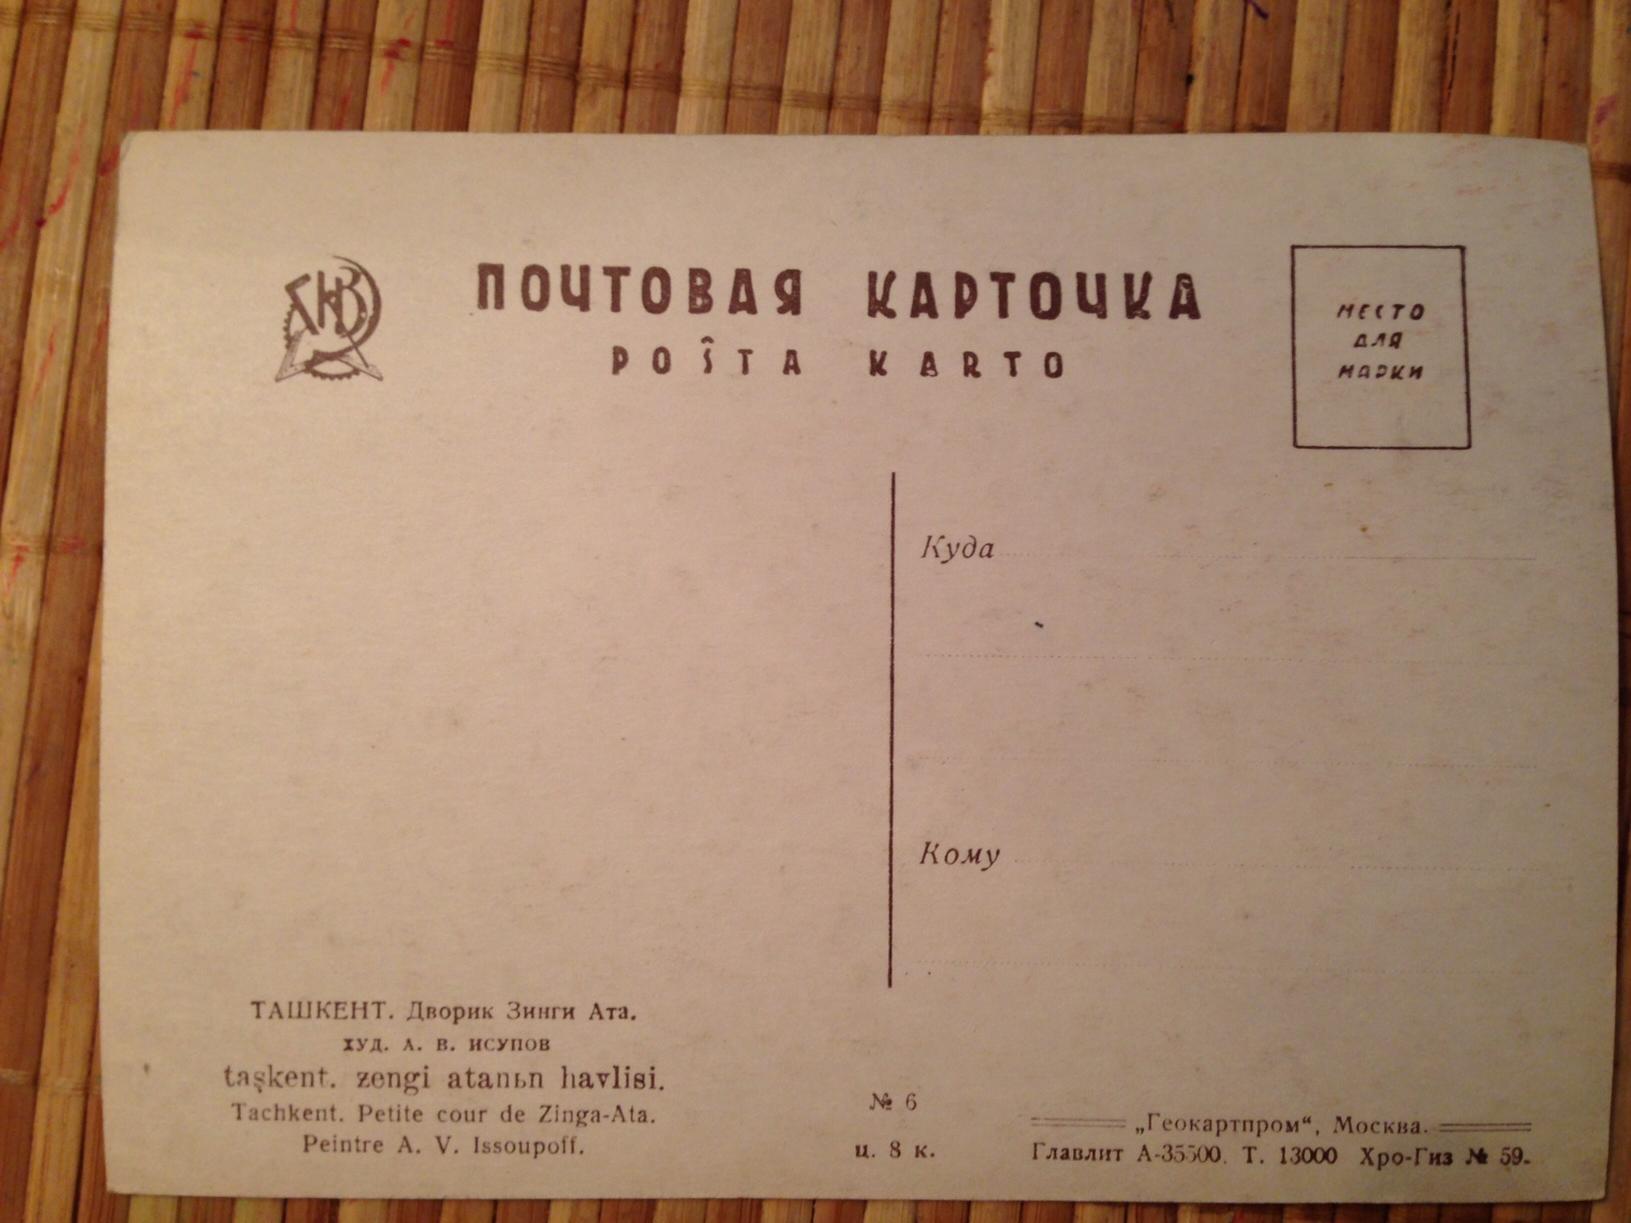 ГКВ
ПОЧТОВАЯ КАРТОЧКА
POŜTA KARTO
МЕСТО
ДЛЯ
МАРКИ
Куда
Кому
ТАШКЕНТ. Дворик Зинги Ата.
ХУД. А. В. ИСУПОВ
taşkent. zengi atanьn havlisi.
Tachkent. Petite cour de Zinga-Ata.
Peintre A. V. Issoupoff.
№ 6
ц. 8 к.
„Геокартпром“, Москва.
Главлит А-35500. Т. 13000 Хро-Гиз № 59.